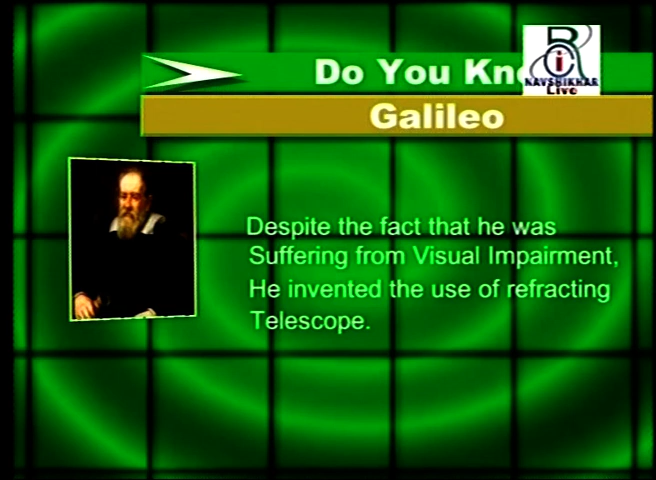 Do You Kn
NAVSHIKHAR
Live
Galileo
Despite the fact that he was
Suffering from Visual Impairment,
He invented the use of refracting
Telescope.